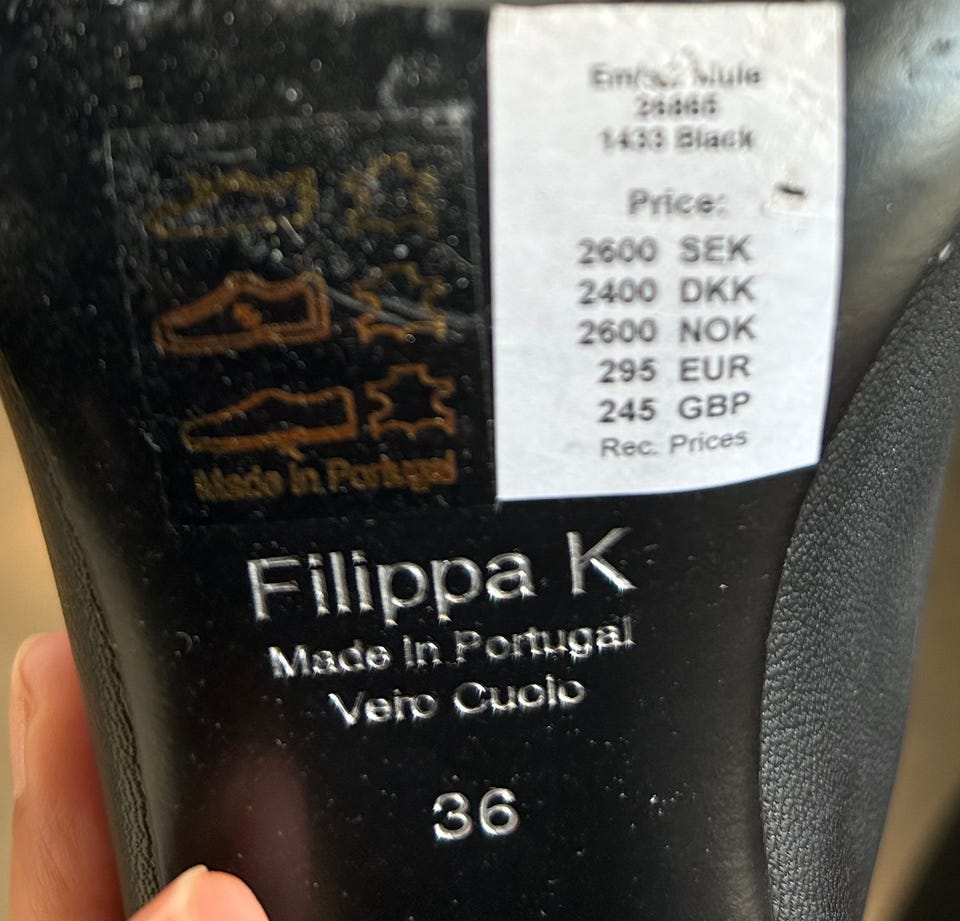 Mule
1433 Black
Price:
2600 SEK
2400 DKK
2600 NOK
295 EUR
245 GBP
Rec. Prices
Made In Portugal
Filippa K
Made In Portugal
Vero Cuoio
36